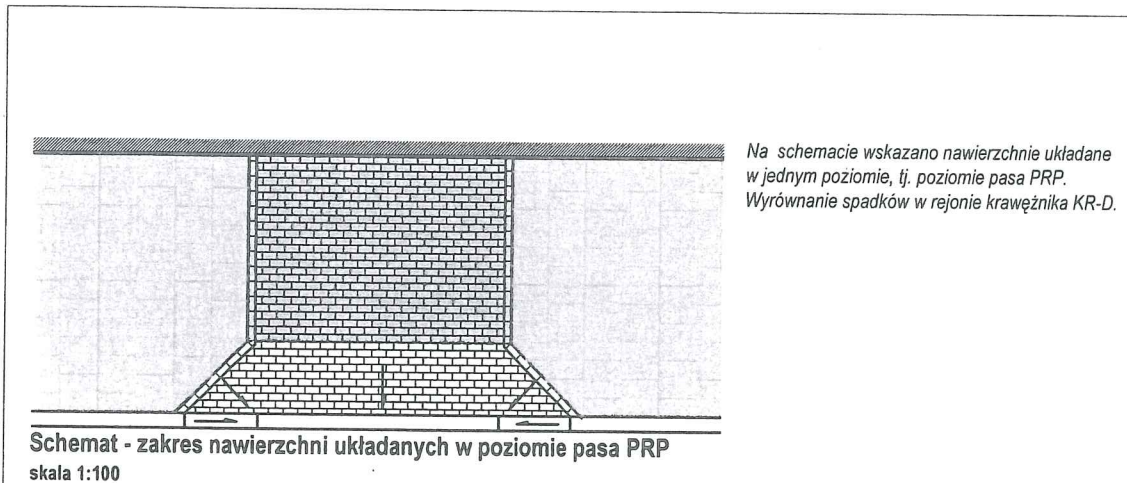 Na schemacie wskazano nawierzchnie układane
w jednym poziomie, tj. poziomie pasa PRP.
Wyrównanie spadków w rejonie krawężnika KR-D.
Schemat - zakres nawierzchni układanych w poziomie pasa PRP
skala 1:100